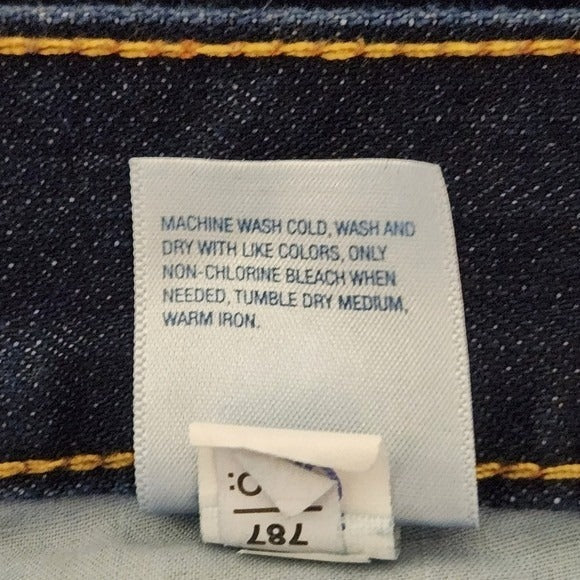 MACHINE WASH COLD, WASH AND
DRY WITH LIKE COLORS, ONLY
NON-CHLORINE BLEACH WHEN
NEEDED, TUMBLE DRY MEDIUM,
WARM IRON.
787